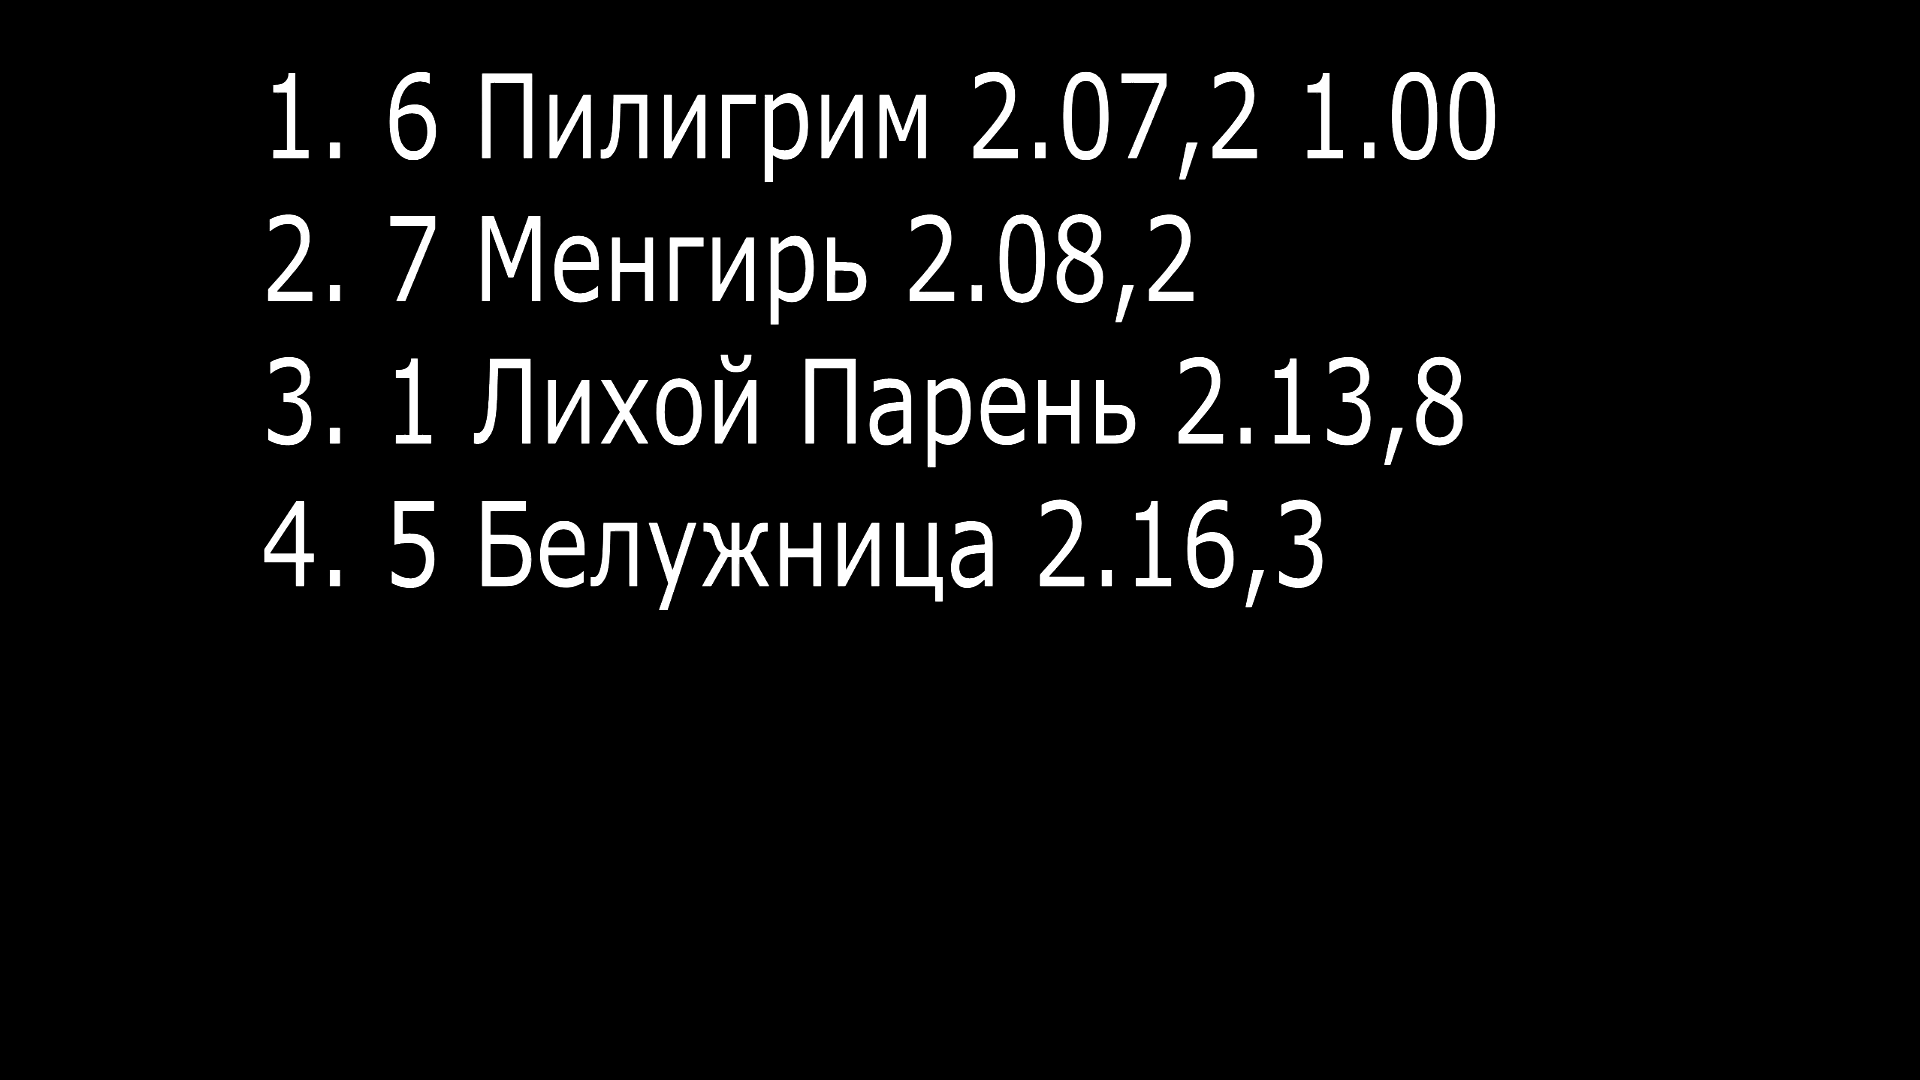 1. 6 Пилигрим 2.07,2 1.00
2. 7 Менгирь 2.08,2
3. 1 Лихой Парень 2.13,8
4. 5 Белужница 2.16,3